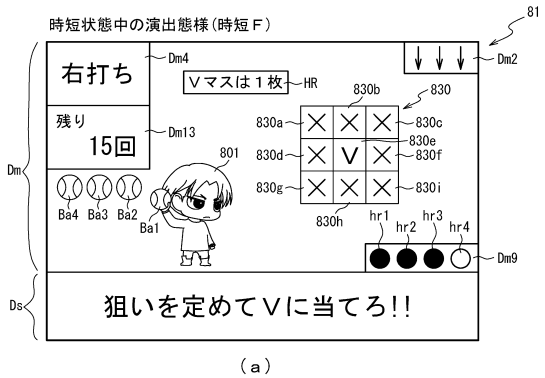 時短状態中の演出態様(時短F)
81
右打ち
Dm4
Vマスは1枚
HR
↓↓↓
Dm2
残り
15回
Dm13
830b
830
830a
×
×
×
830c
830e
830d
×
V
×
830f
830g
×
×
×
830i
830h
Dm
801
Ba4
Ba3
Ba2
Ba1
hr1
hr2
hr3
hr4
Dm9
Ds
狙いを定めてVに当てろ!!
(a)